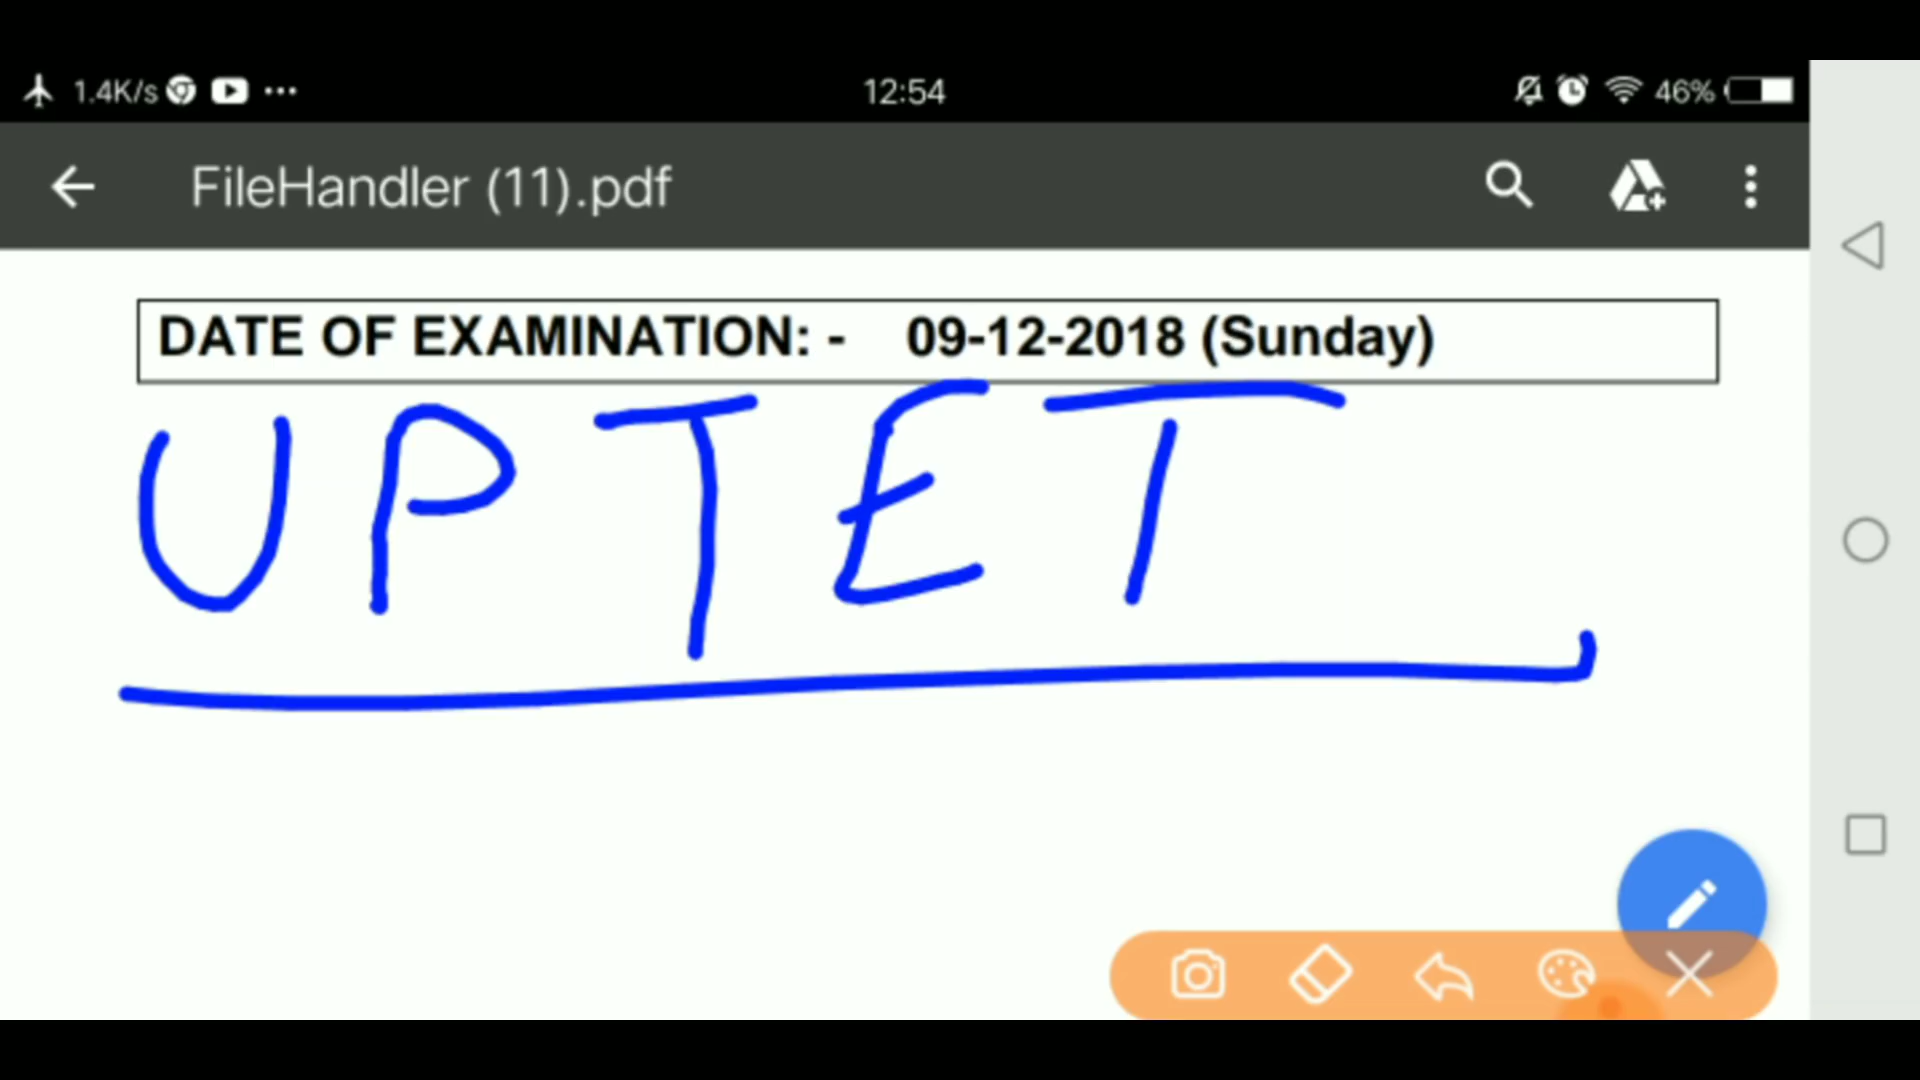 1.4K/s ... 12:54 46%
FileHandler (11).pdf
DATE OF EXAMINATION: - 09-12-2018 (Sunday)
UPTET